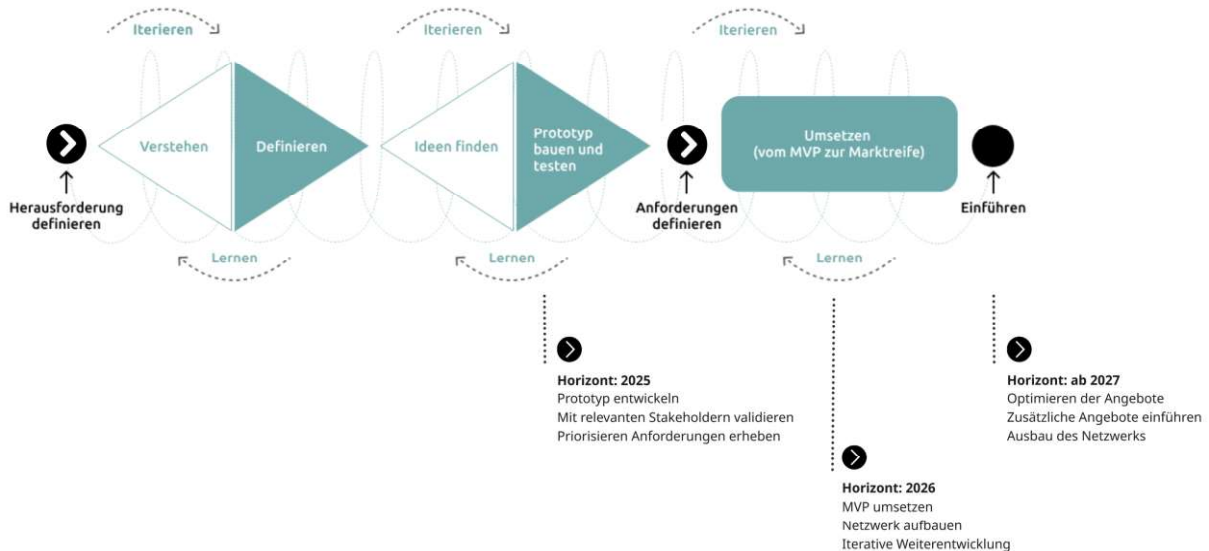 Iterieren
Iterieren
Iterieren
Verstehen
Definieren
Ideen finden
Prototyp
bauen und
testen
Umsetzen
(vom MVP zur Marktreife)
Herausforderung
definieren
Anforderungen
definieren
Einführen
Lernen
Lernen
Lernen
Horizont: 2025
Prototyp entwickeln
Mit relevanten Stakeholdern validieren
Priorisieren Anforderungen erheben
Horizont: 2026
MVP umsetzen
Netzwerk aufbauen
Iterative Weiterentwicklung
Horizont: ab 2027
Optimieren der Angebote
Zusätzliche Angebote einführen
Ausbau des Netzwerks